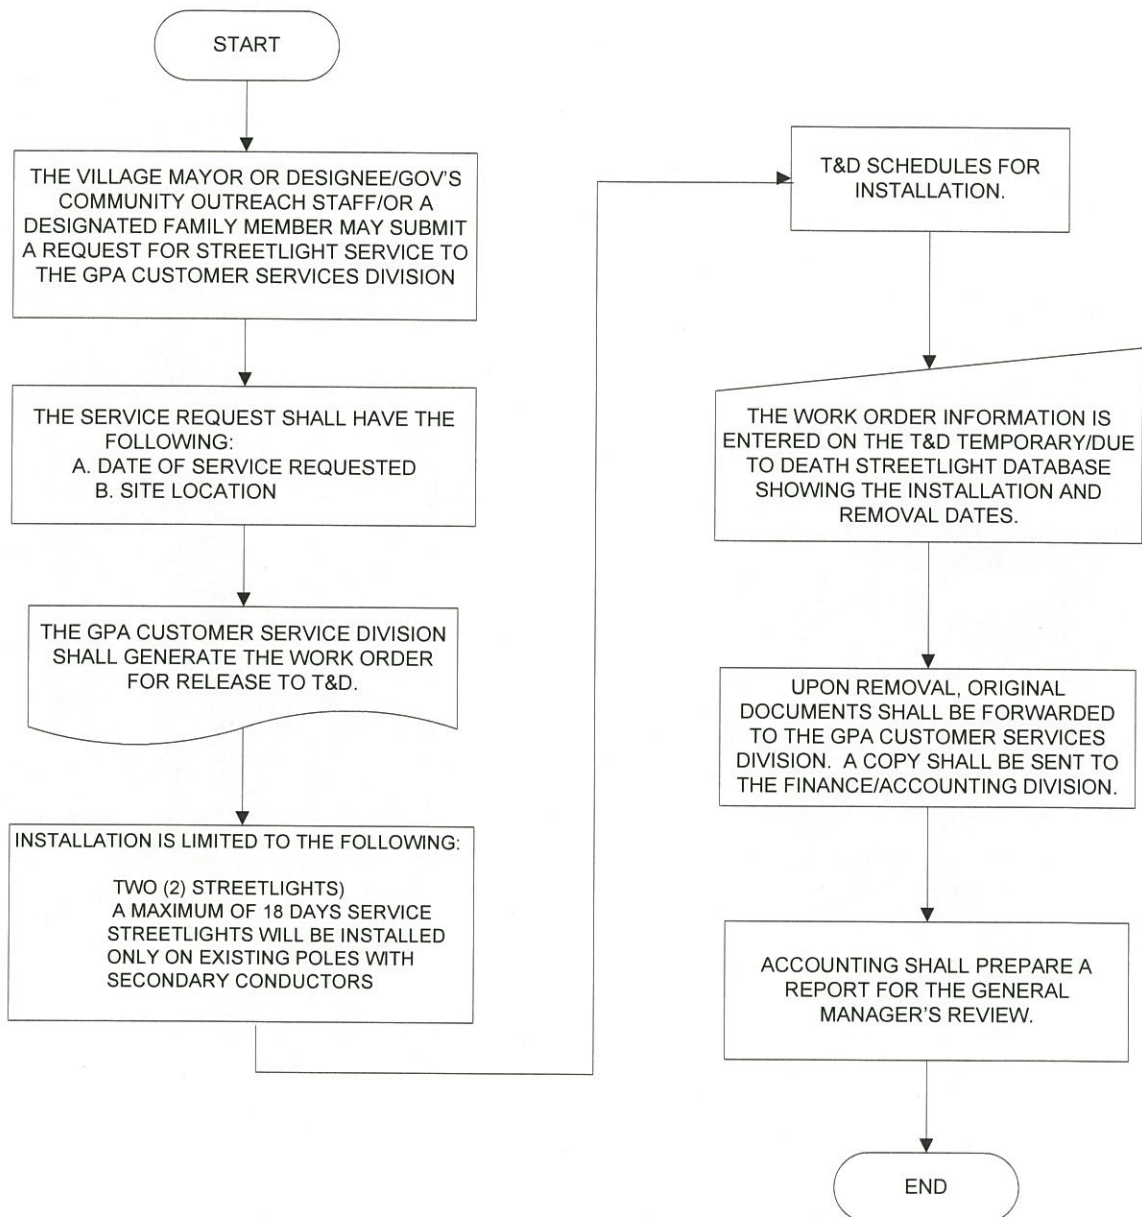 START
THE VILLAGE MAYOR OR DESIGNEE/GOV'S
COMMUNITY OUTREACH STAFF/OR A
DESIGNATED FAMILY MEMBER MAY SUBMIT
A REQUEST FOR STREETLIGHT SERVICE TO
THE GPA CUSTOMER SERVICES DIVISION
THE SERVICE REQUEST SHALL HAVE THE
FOLLOWING:
A. DATE OF SERVICE REQUESTED
B. SITE LOCATION
THE GPA CUSTOMER SERVICE DIVISION
SHALL GENERATE THE WORK ORDER
FOR RELEASE TO T&D.
INSTALLATION IS LIMITED TO THE FOLLOWING:
TWO (2) STREETLIGHTS)
A MAXIMUM OF 18 DAYS SERVICE
STREETLIGHTS WILL BE INSTALLED
ONLY ON EXISTING POLES WITH
SECONDARY CONDUCTORS
T&D SCHEDULES FOR
INSTALLATION.
THE WORK ORDER INFORMATION IS
ENTERED ON THE T&D TEMPORARY/DUE
TO DEATH STREETLIGHT DATABASE
SHOWING THE INSTALLATION AND
REMOVAL DATES.
UPON REMOVAL, ORIGINAL
DOCUMENTS SHALL BE FORWARDED
TO THE GPA CUSTOMER SERVICES
DIVISION. A COPY SHALL BE SENT TO
THE FINANCE/ACCOUNTING DIVISION.
ACCOUNTING SHALL PREPARE A
REPORT FOR THE GENERAL
MANAGER'S REVIEW.
END